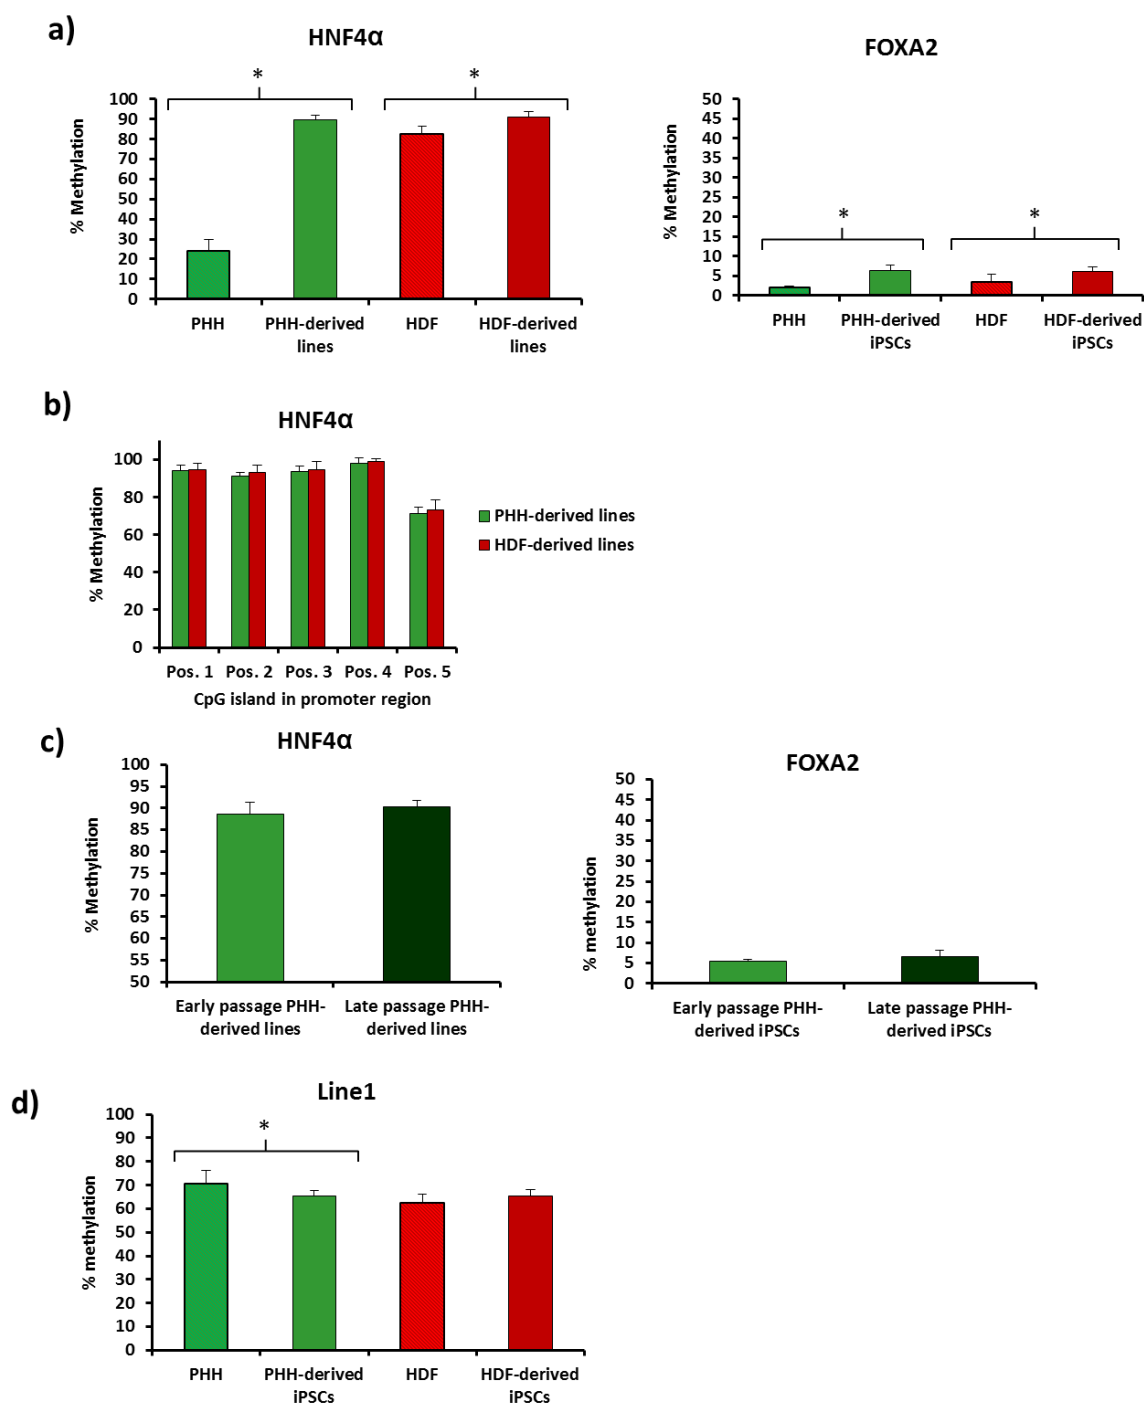 a)
HNF4α
*
*
100
90
80
70
60
50
40
30
20
10
0
% Methylation
PHH
PHH-derived
lines
HDF
HDF-derived
lines
FOXA2
*
*
50
45
40
35
30
25
20
15
10
5
0
% Methylation
PHH
PHH-derived
iPSCs
HDF
HDF-derived
iPSCs
b)
HNF4α
100
80
60
40
20
0
% Methylation
Pos. 1
Pos. 2
Pos. 3
Pos. 4
Pos. 5
CpG island in promoter region
PHH-derived lines
HDF-derived lines
c)
HNF4α
100
95
90
85
80
75
70
65
60
55
50
% Methylation
Early passage PHH-
derived lines
Late passage PHH-
derived lines
FOXA2
50
45
40
35
30
25
20
15
10
5
0
% methylation
Early passage PHH-
derived iPSCs
Late passage PHH-
derived iPSCs
d)
Line1
*
100
90
80
70
60
50
40
30
20
10
0
% methylation
PHH
PHH-derived
iPSCs
HDF
HDF-derived
iPSCs